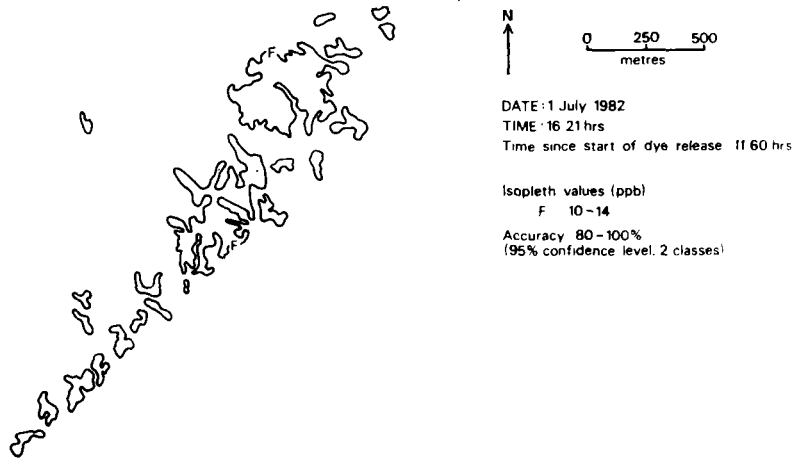 N
0 250 500
metres
DATE : 1 July 1982
TIME · 16 21 hrs
Time since start of dye release 11 60 hrs
Isopleth values (ppb)
F 10-14
Accuracy 80-100%
(95% confidence level. 2 classes)
F
F